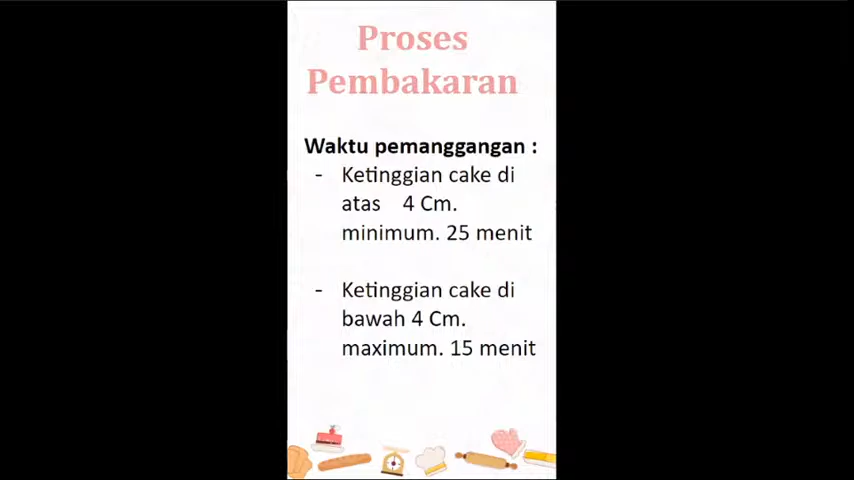 Proses
Pembakaran
Waktu pemanggangan :
- Ketinggian cake di
atas 4 Cm.
minimum. 25 menit
- Ketinggian cake di
bawah 4 Cm.
maximum. 15 menit